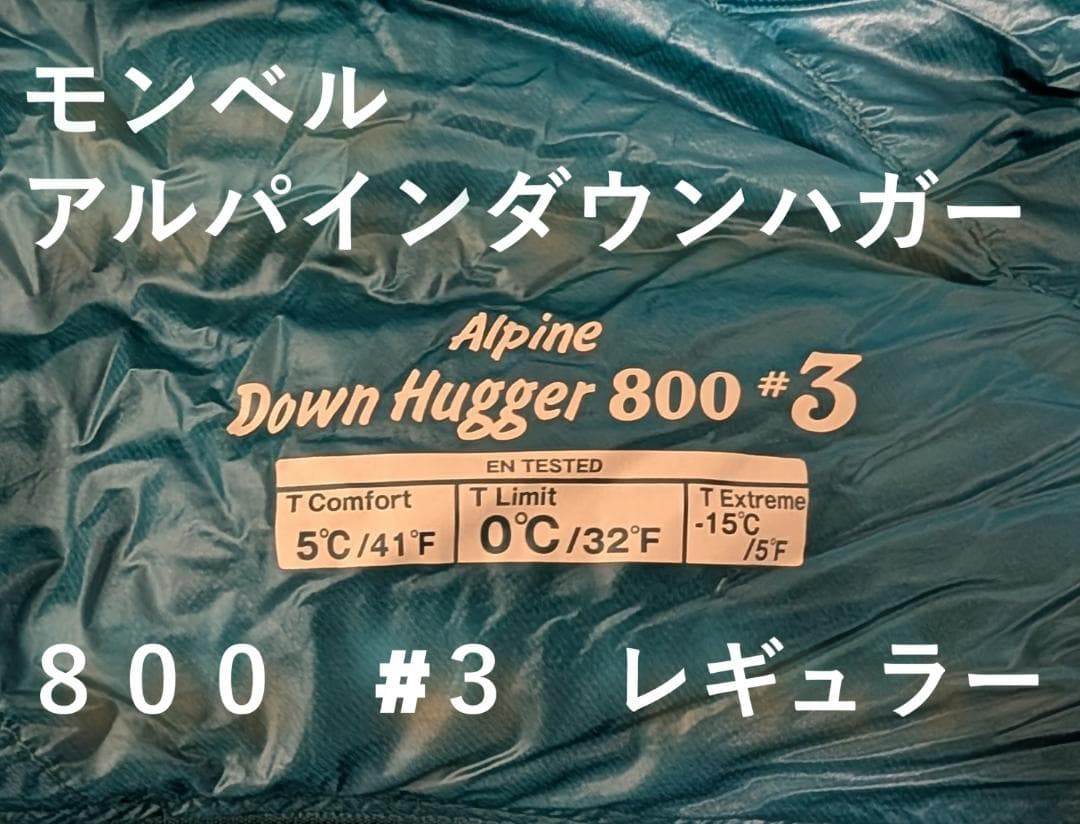 モンベル
アルパインダウンハガー
Alpine
Down Hugger 800 #3
EN TESTED
T Comfort
5℃/41°F
T Limit
0℃/32°F
T Extreme
-15℃
/5°F
８００　#３　レギュラー